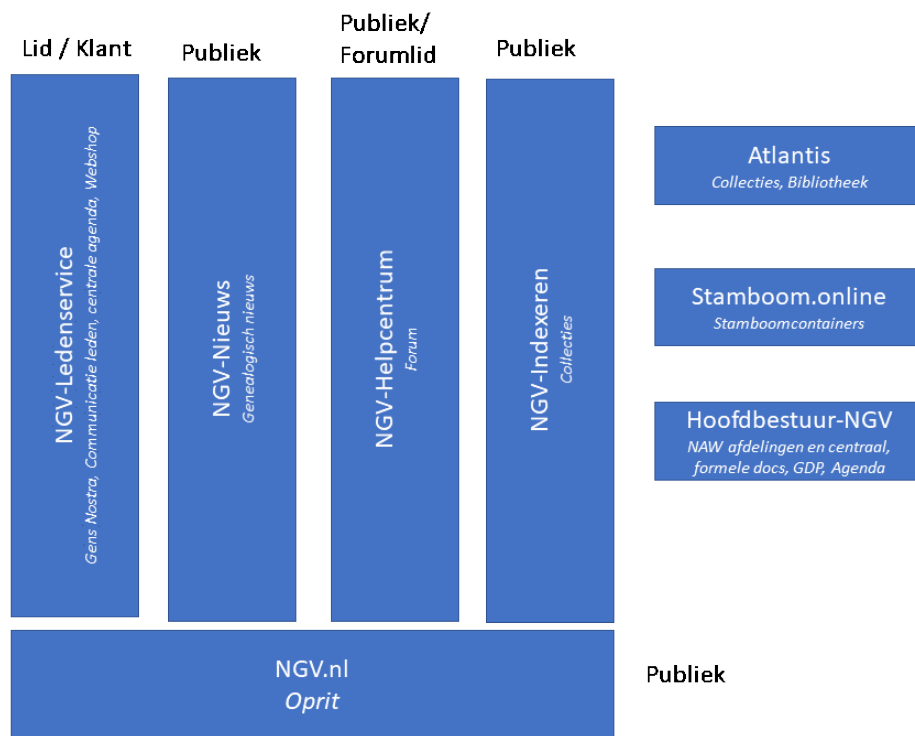 Lid / Klant
Publiek
Publiek/
Forumlid
Publiek
NGV-Ledenservice
Gens Nostra, Communicatie leden, centrale agenda, Webshop
NGV-Nieuws
Genealogisch nieuws
NGV-Helpcentrum
Forum
NGV-Indexeren
Collecties
Atlantis
Collecties, Bibliotheek
Stamboom.online
Stamboomcontainers
Hoofdbestuur-NGV
NAW afdelingen en centraal,
formele docs, GDP, Agenda
NGV.nl
Oprit
Publiek